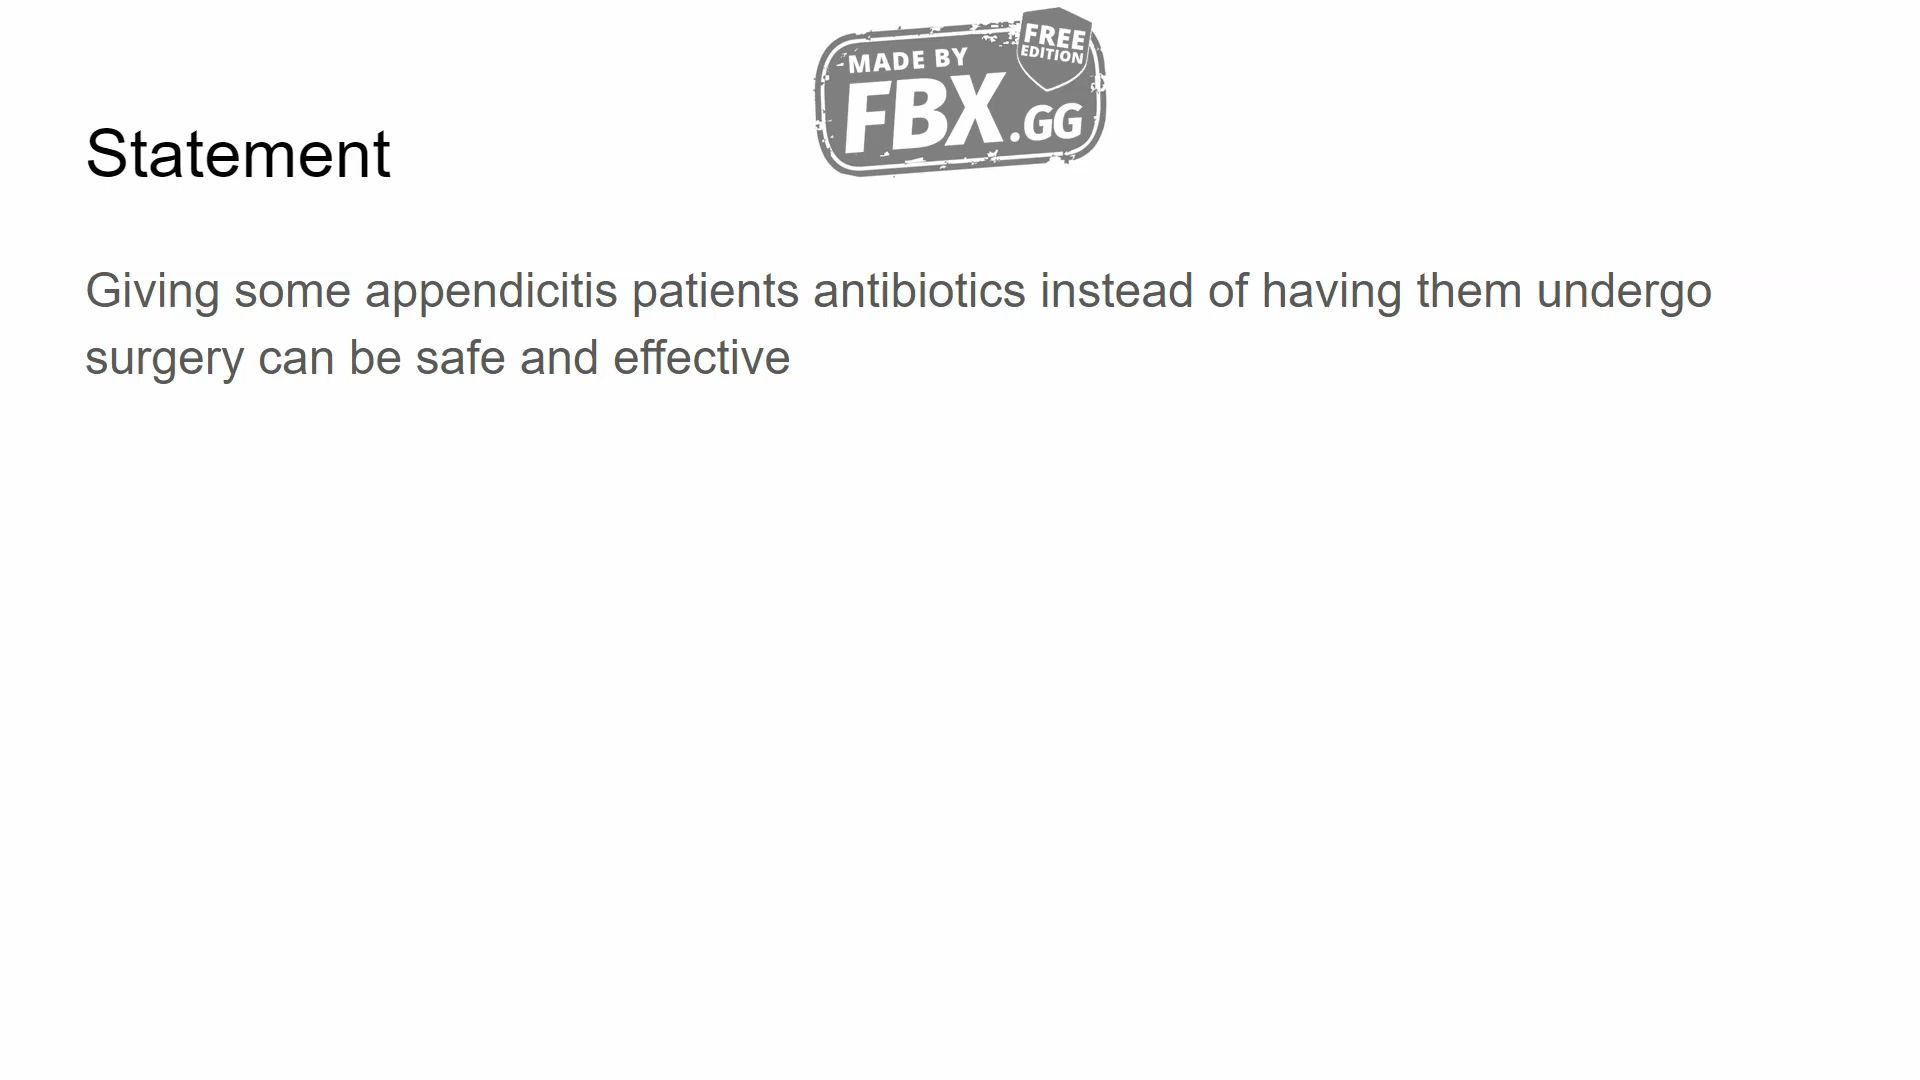 MADE BY
FREE
EDITION
FBX.GG
Statement
Giving some appendicitis patients antibiotics instead of having them undergo
surgery can be safe and effective